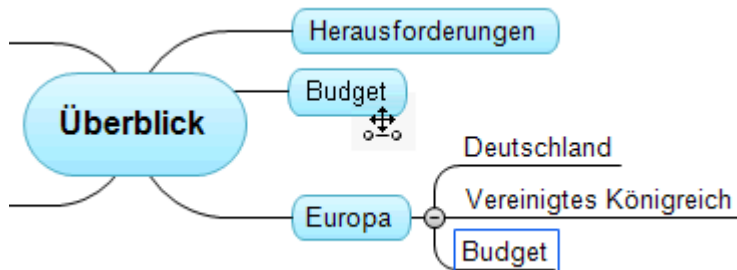 Herausforderungen
Budget
Überblick
Deutschland
Vereinigtes Königreich
Europa
Budget